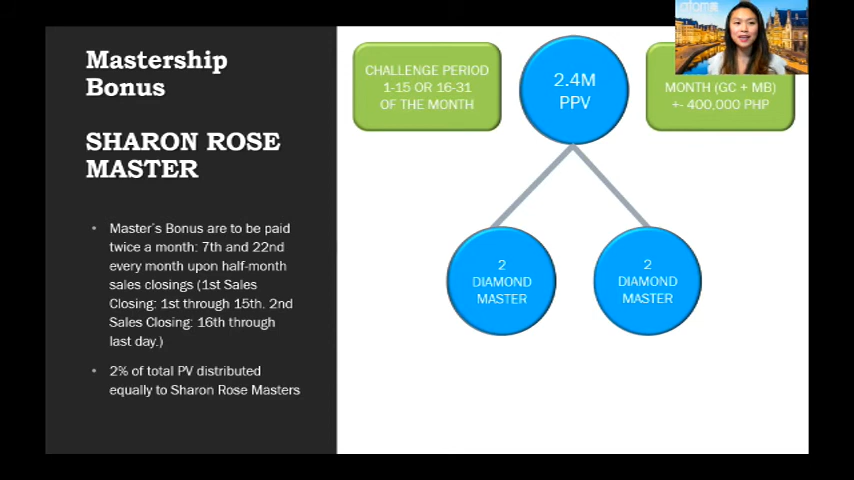 Mastership
Bonus
SHARON ROSE
MASTER
• Master's Bonus are to be paid
twice a month: 7th and 22nd
every month upon half-month
sales closings (1st Sales
Closing: 1st through 15th. 2nd
Sales Closing: 16th through
last day.)
• 2% of total PV distributed
equally to Sharon Rose Masters
CHALLENGE PERIOD
1-15 OR 16-31
OF THE MONTH
2.4M
PPV
MONTH (GC + MB)
+- 400,000 PHP
2
DIAMOND
MASTER
2
DIAMOND
MASTER